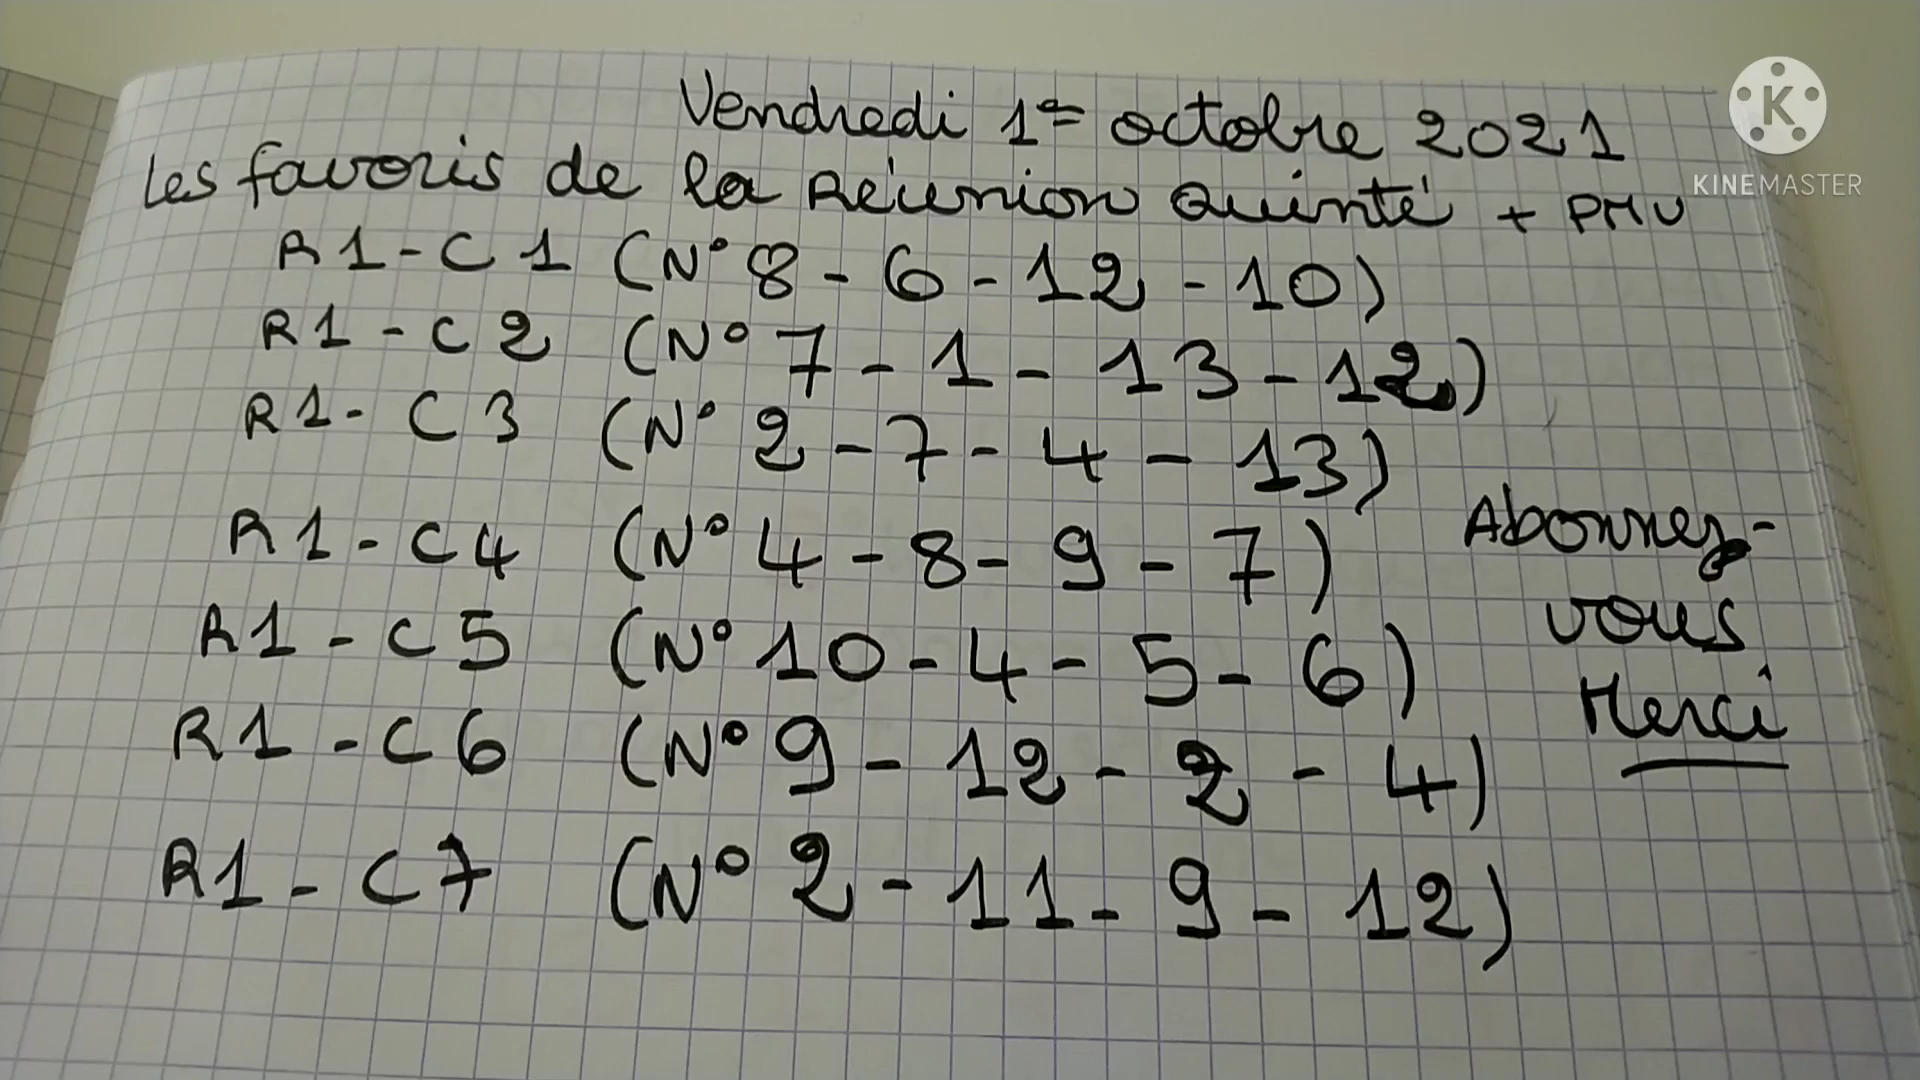 Vendredi 1er octobre 2021
Les favoris de la Réunion Quinté + PMU
R1 - C1 (N° 8 - 6 - 12 - 10)
R1 - C2 (N° 7 - 1 - 13 - 12)
R1 - C3 (N° 2 - 7 - 4 - 13)
R1 - C4 (N° 4 - 8 - 9 - 7)
R1 - C5 (N° 10 - 4 - 5 - 6)
R1 - C6 (N° 9 - 12 - 2 - 4)
R1 - C7 (N° 2 - 11 - 9 - 12)
Abonnez-
vous
Merci
K
KINEMASTER